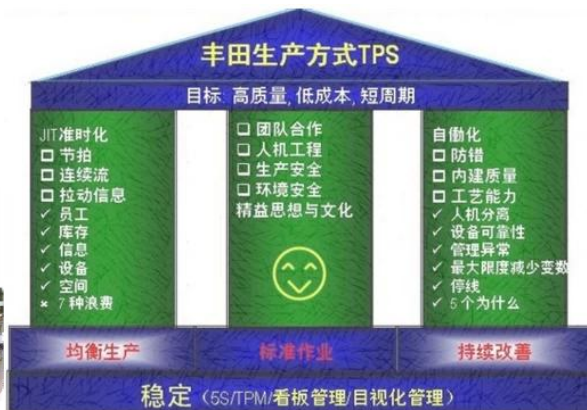 丰田生产方式TPS
目标:高质量,低成本,短周期
JIT准时化
□ 节拍
□ 连续流
□ 拉动信息
✓ 员工
✓ 库存
✓ 信息
✓ 设备
✓ 空间
× 7种浪费
□ 团队合作
□ 人机工程
□ 生产安全
□ 环境安全
精益思想与文化
自働化
□ 防错
□ 内建质量
□ 工艺能力
✓ 人机分离
✓ 设备可靠性
✓ 管理异常
✓ 最大限度减少变数
✓ 停线
✓ 5个为什么
均衡生产
标准作业
持续改善
稳定（5S/TPM/看板管理/目视化管理）